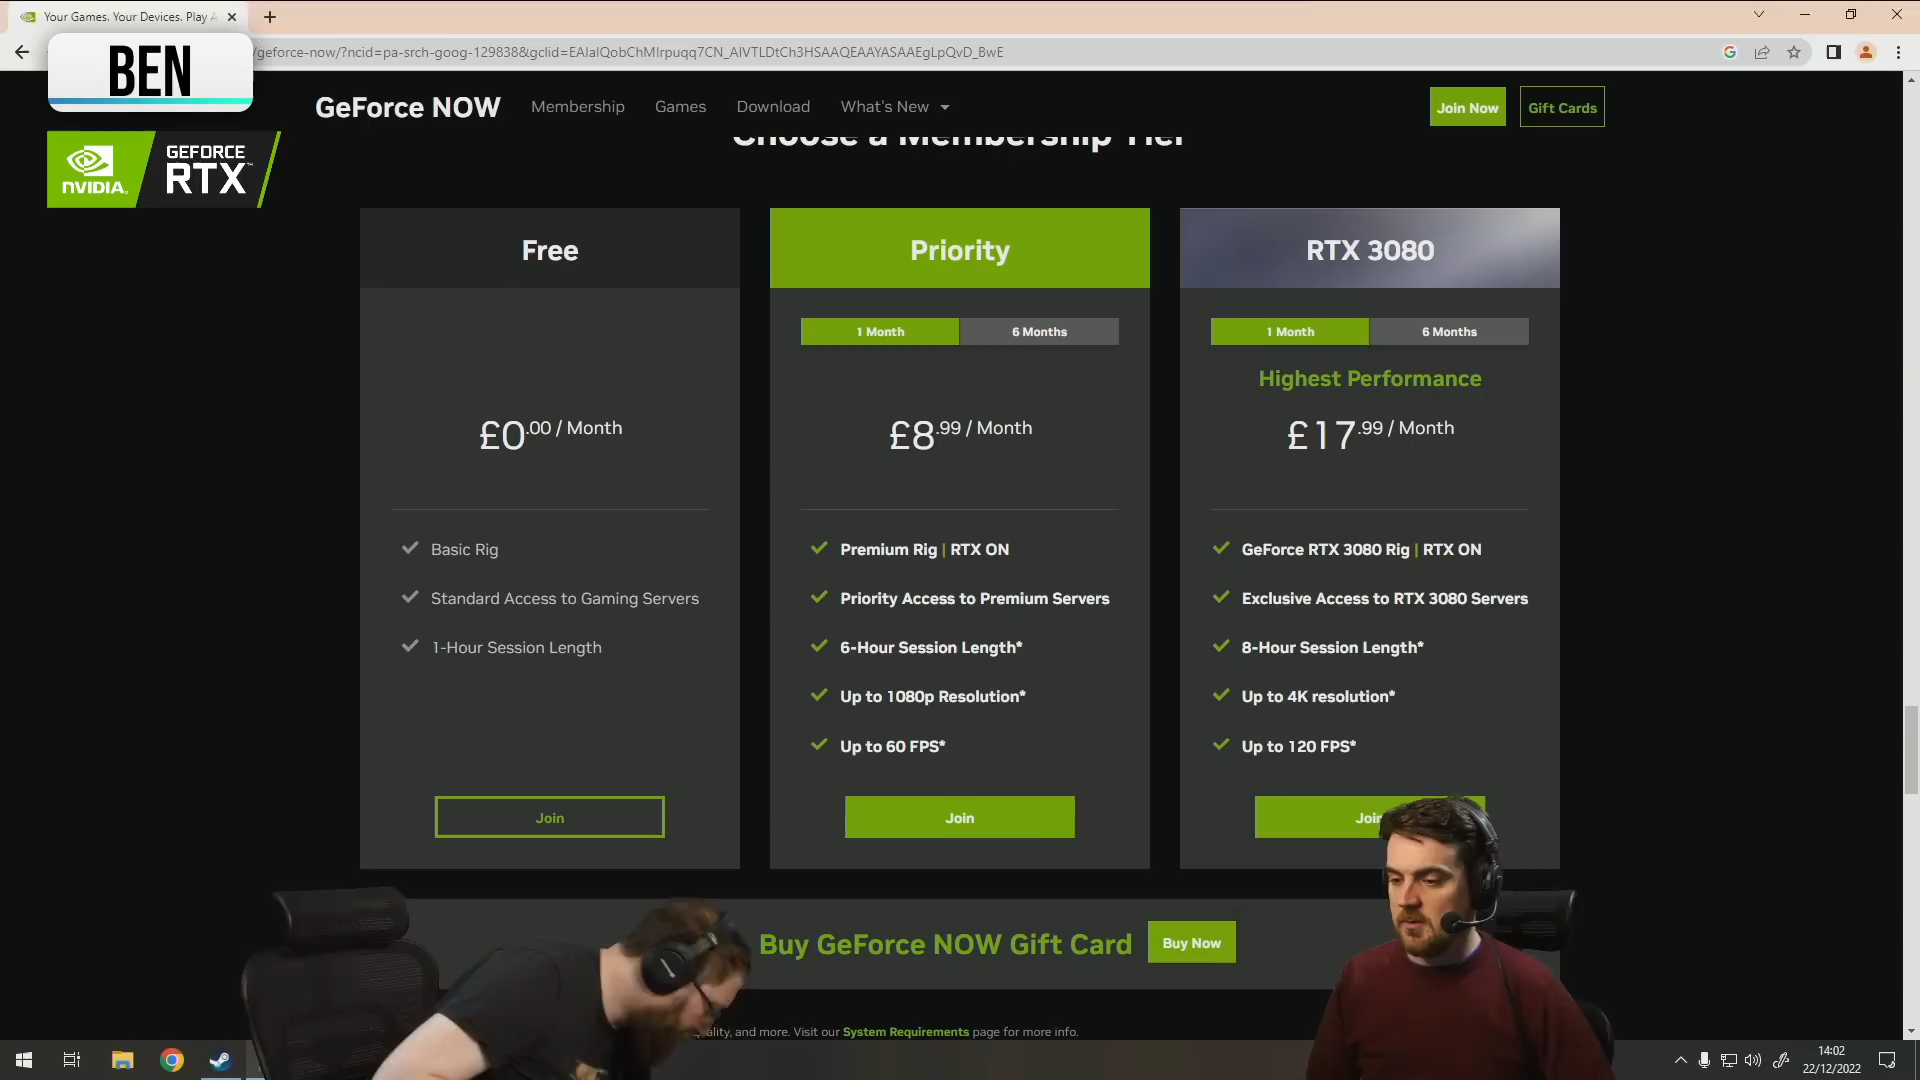 Your Games. Your Devices. Play A
BEN
/geforce-now/?ncid=pa-srch-goog-129838&gclid=EAIaIQobChMIrpuqq7CN_AIVTLDtCh3HSAAQEAAYASAAEgLpQvD_BwE
GeForce NOW
Membership
Games
Download
What's New
Join Now
Gift Cards
NVIDIA.
GEFORCE
RTX
Choose a Membership Tier
Free
£0.00 / Month
Basic Rig
Standard Access to Gaming Servers
1-Hour Session Length
Join
Priority
1 Month
6 Months
£8.99 / Month
Premium Rig | RTX ON
Priority Access to Premium Servers
6-Hour Session Length*
Up to 1080p Resolution*
Up to 60 FPS*
Join
RTX 3080
1 Month
6 Months
Highest Performance
£17.99 / Month
GeForce RTX 3080 Rig | RTX ON
Exclusive Access to RTX 3080 Servers
8-Hour Session Length*
Up to 4K resolution*
Up to 120 FPS*
Join
Buy GeForce NOW Gift Card
Buy Now
and more. Visit our System Requirements page for more info.
14:02
22/12/2022